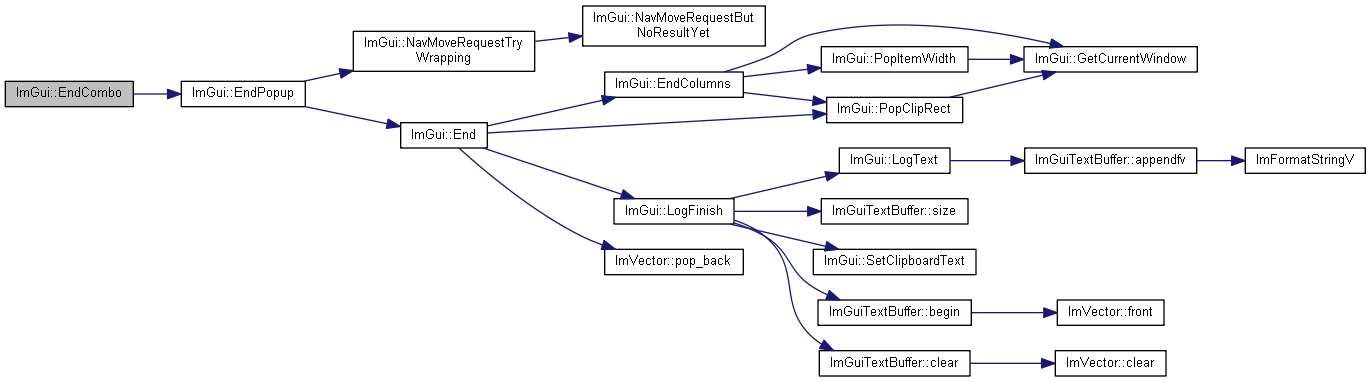 ImGui::EndCombo
ImGui::EndPopup
ImGui::NavMoveRequestTry
Wrapping
ImGui::NavMoveRequestBut
NoResultYet
ImGui::End
ImGui::EndColumns
ImGui::PopItemWidth
ImGui::GetCurrentWindow
ImGui::PopClipRect
ImGui::LogFinish
ImGui::LogText
ImGuiTextBuffer::appendfv
ImFormatStringV
ImGuiTextBuffer::size
ImGui::SetClipboardText
ImVector::pop_back
ImGuiTextBuffer::begin
ImVector::front
ImGuiTextBuffer::clear
ImVector::clear